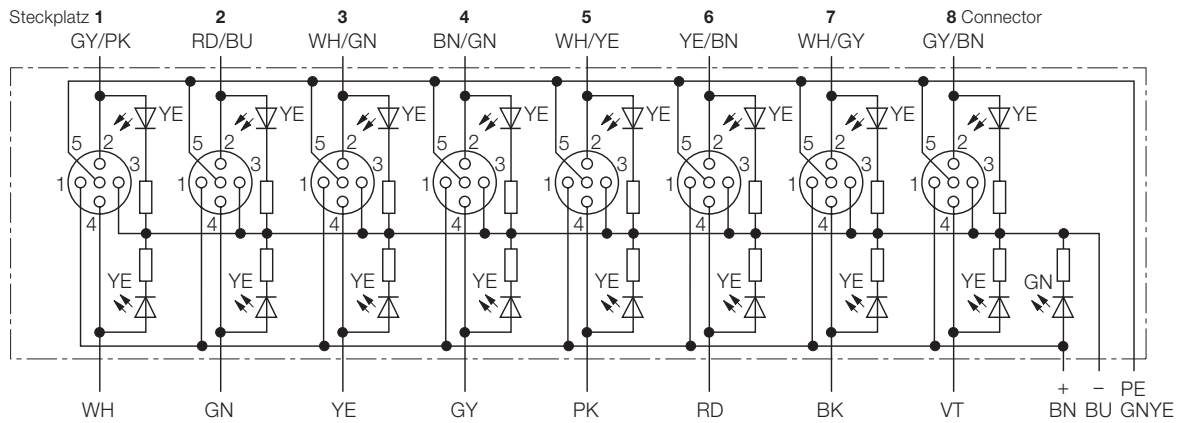 Steckplatz 1 2 3 4 5 6 7 8 Connector
GY/PK RD/BU WH/GN BN/GN WH/YE YE/BN WH/GY GY/BN
YE YE YE YE YE YE YE YE
5 2 5 2 5 2 5 2 5 2 5 2 5 2 5 2
1 3 1 3 1 3 1 3 1 3 1 3 1 3 1 3
4 4 4 4 4 4 4 4
YE YE YE YE YE YE YE YE GN
+ – PE
WH GN YE GY PK RD BK VT BN BU GNYE